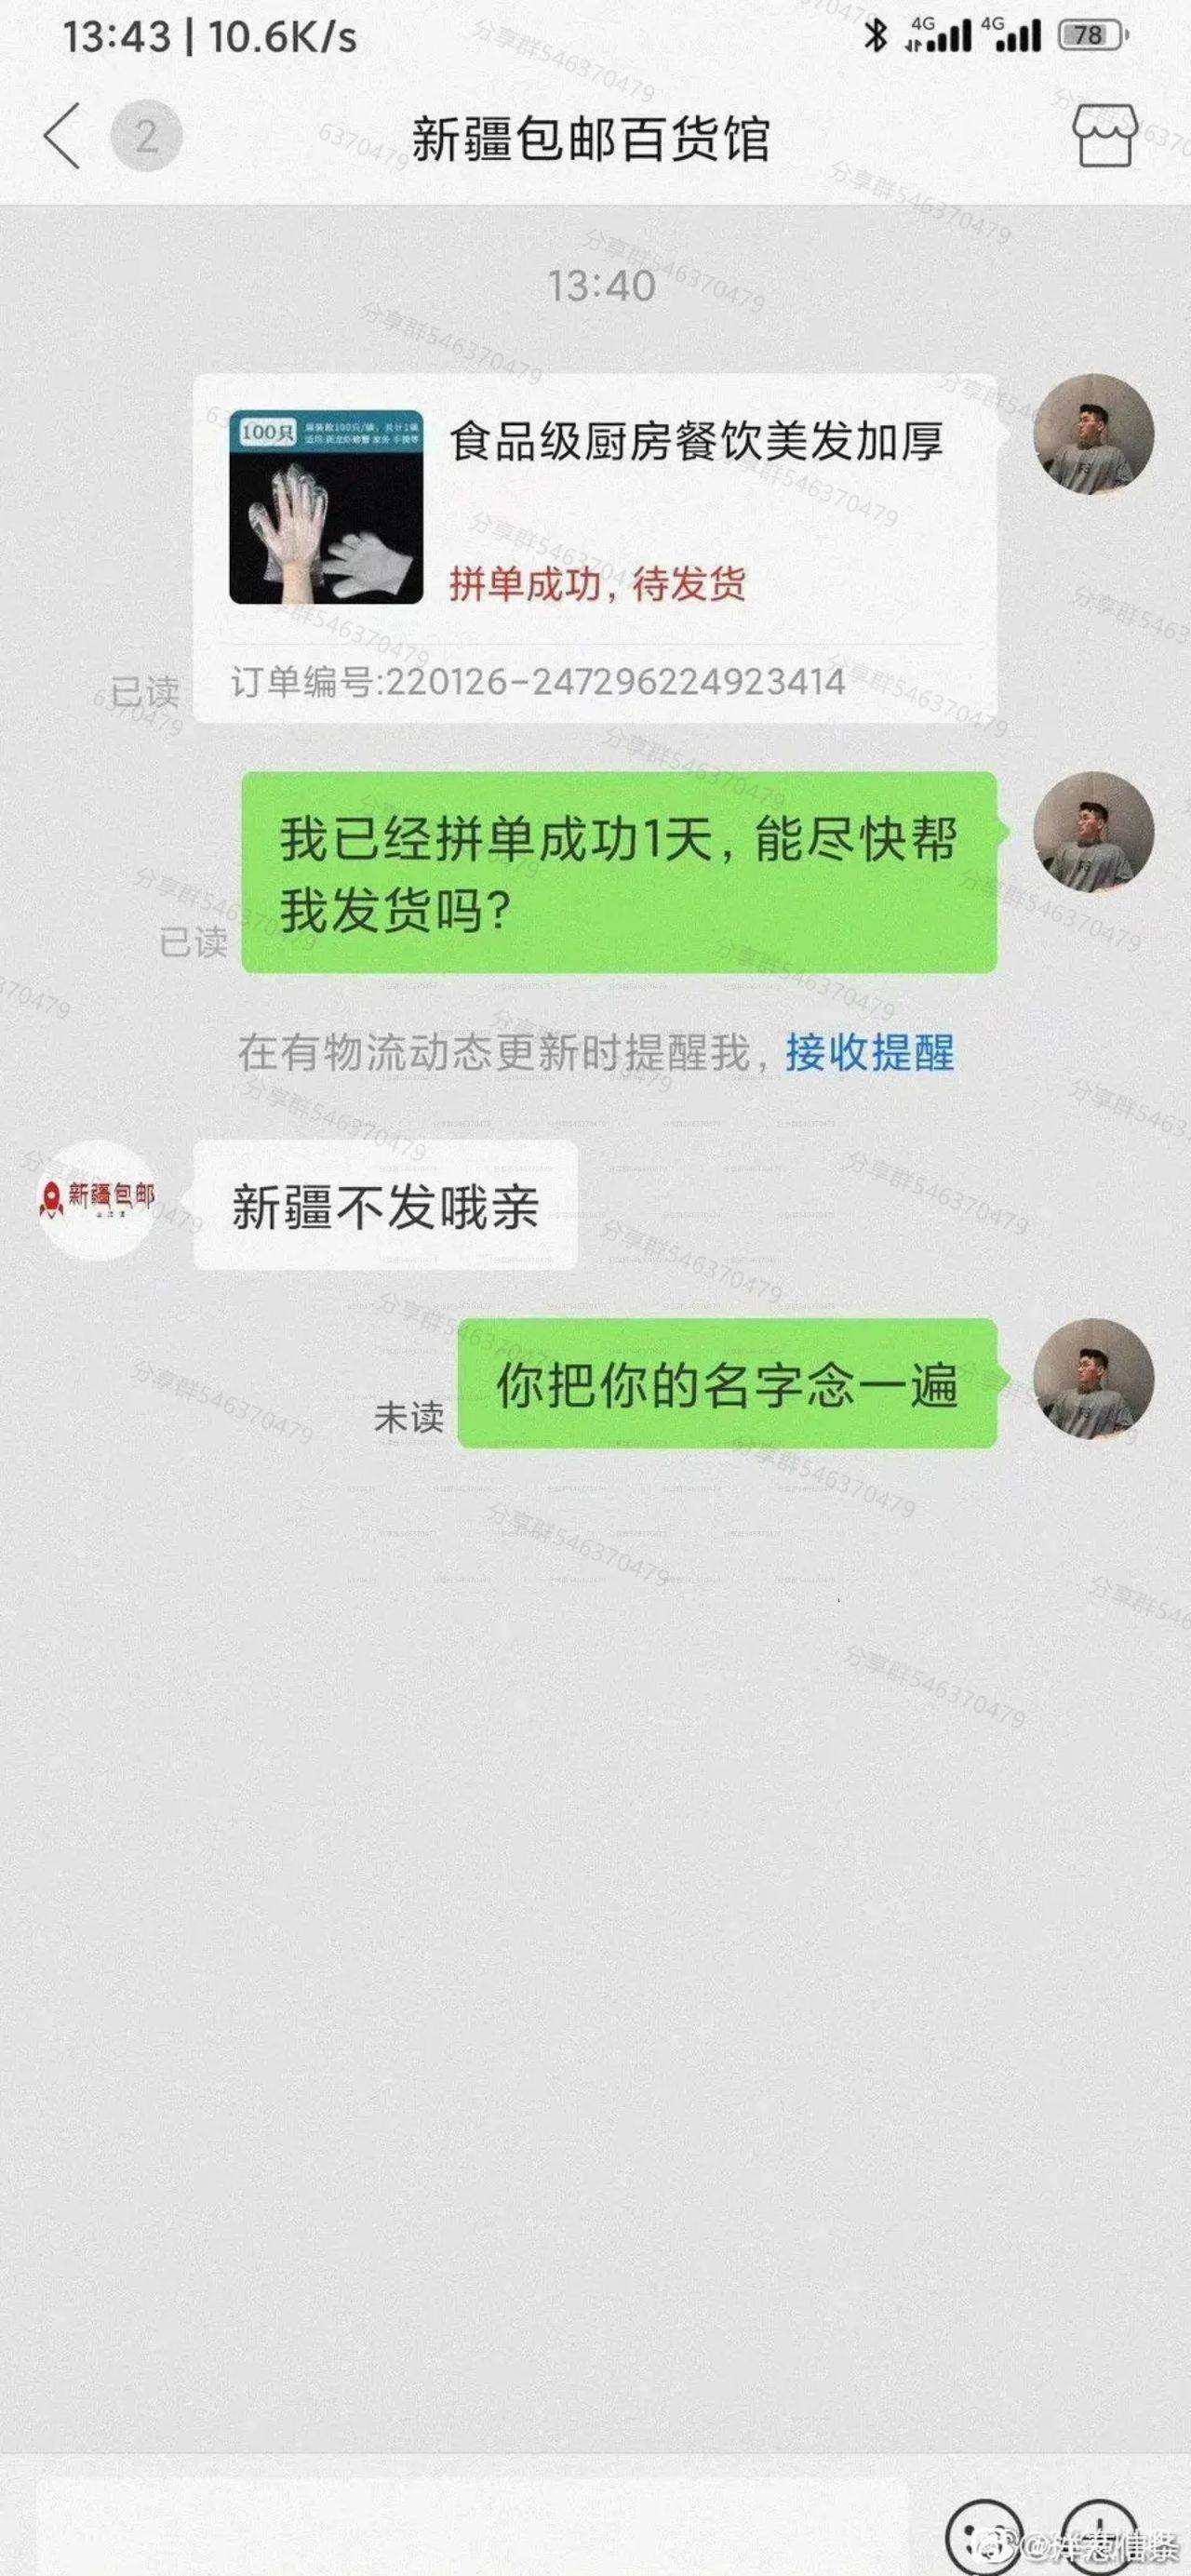 13:43 | 10.6K/s
4G
4G
78
2
新疆包邮百货馆
13:40
100只
食品级厨房餐饮美发加厚
拼单成功，待发货
订单编号:220126-247296224923414
已读
我已经拼单成功1天，能尽快帮
我发货吗？
已读
在有物流动态更新时提醒我，接收提醒
新疆包邮
新疆不发哦亲
你把你的名字念一遍
未读
分享群546370479